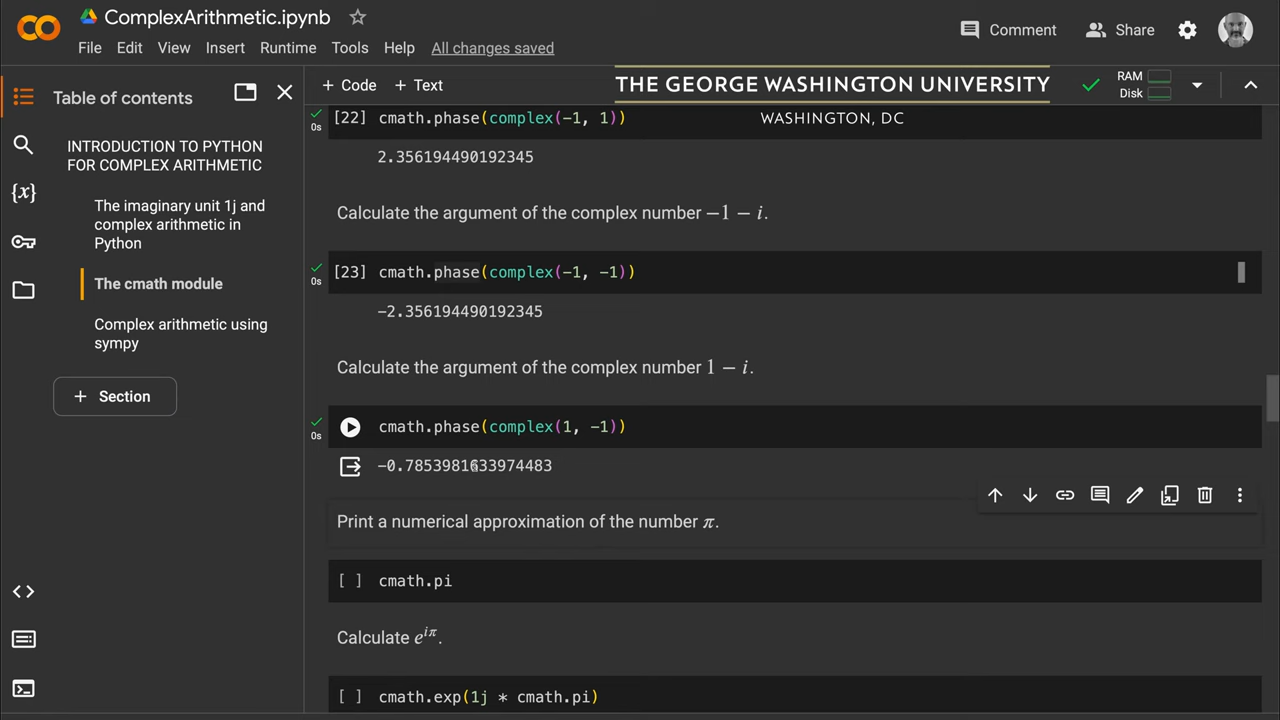 ComplexArithmetic.ipynb
File Edit View Insert Runtime Tools Help All changes saved
Comment Share
Table of contents
INTRODUCTION TO PYTHON
FOR COMPLEX ARITHMETIC
The imaginary unit 1j and
complex arithmetic in
Python
The cmath module
Complex arithmetic using
sympy
+ Section
{x}
<>
+ Code + Text
THE GEORGE WASHINGTON UNIVERSITY
WASHINGTON, DC
RAM
Disk
[22] cmath.phase(complex(-1, 1))
0s
2.356194490192345
Calculate the argument of the complex number −1 − i.
[23] cmath.phase(complex(-1, -1))
0s
-2.356194490192345
Calculate the argument of the complex number 1 − i.
cmath.phase(complex(1, -1))
0s
-0.7853981633974483
Print a numerical approximation of the number π.
[ ] cmath.pi
Calculate e^{iπ}.
[ ] cmath.exp(1j * cmath.pi)